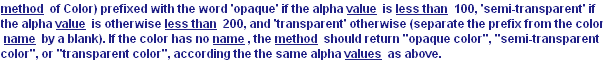 method of Color) prefixed with the word 'opaque' if the alpha value is less than 100, 'semi-transparent' if
the alpha value is otherwise less than 200, and 'transparent' otherwise (separate the prefix from the color
name by a blank). If the color has no name, the method should return "opaque color", "semi-transparent
color", or "transparent color", according the the same alpha values as above.